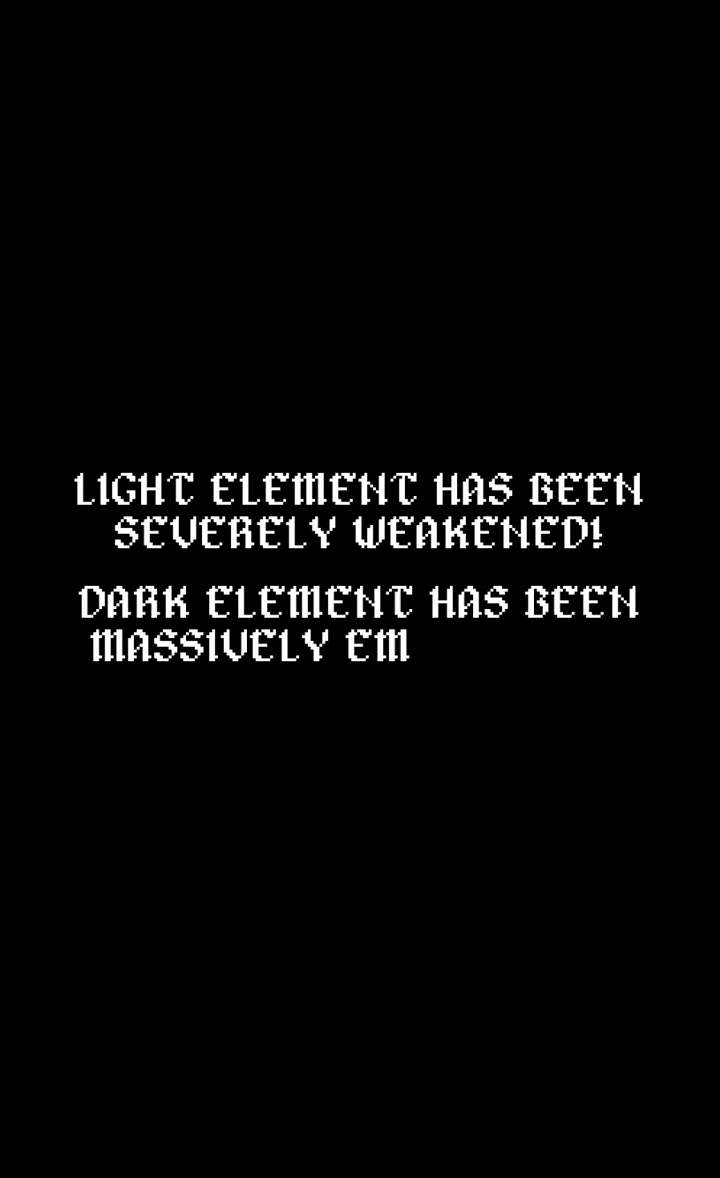 LIGHT ELEMENT HAS BEEN
SEVERELY WEAKENED!
DARK ELEMENT HAS BEEN
MASSIVELY EM